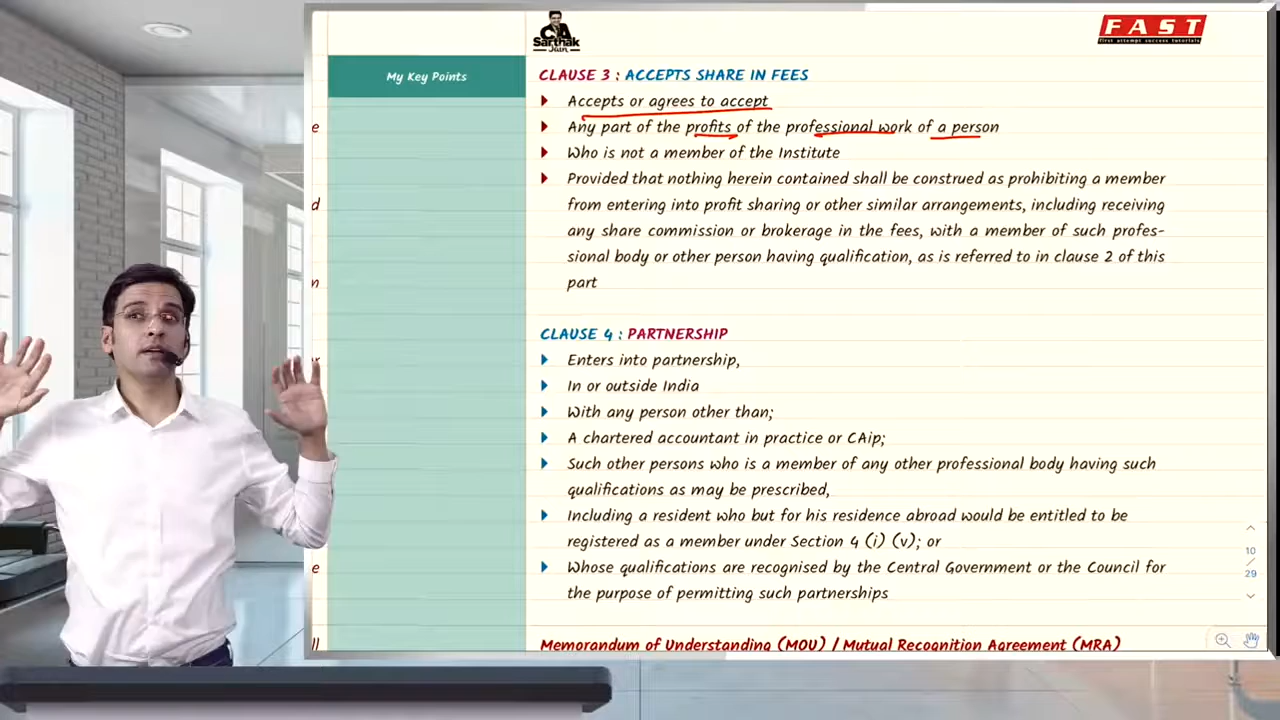 CA
Sarthak
Jain
FAST
first attempt success tutorials
My Key Points
CLAUSE 3 : ACCEPTS SHARE IN FEES
Accepts or agrees to accept
Any part of the profits of the professional work of a person
Who is not a member of the Institute
Provided that nothing herein contained shall be construed as prohibiting a member
from entering into profit sharing or other similar arrangements, including receiving
any share commission or brokerage in the fees, with a member of such profes-
sional body or other person having qualification, as is referred to in clause 2 of this
part
CLAUSE 4 : PARTNERSHIP
Enters into partnership,
In or outside India
With any person other than;
A chartered accountant in practice or CAip;
Such other persons who is a member of any other professional body having such
qualifications as may be prescribed,
Including a resident who but for his residence abroad would be entitled to be
registered as a member under Section 4 (i) (v); or
Whose qualifications are recognised by the Central Government or the Council for
the purpose of permitting such partnerships
Memorandum of Understanding (MOU) / Mutual Recognition Agreement (MRA)
e
d
n
e
ll
10
/
29